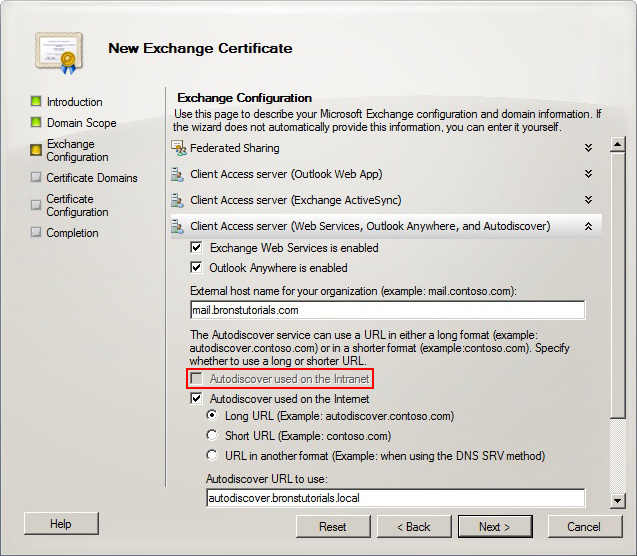 New Exchange Certificate
Introduction
Domain Scope
Exchange
Configuration
Certificate Domains
Certificate
Configuration
Completion
Exchange Configuration
Use this page to describe your Microsoft Exchange configuration and domain information. If
the wizard does not automatically provide this information, you can enter it yourself.
Federated Sharing
Client Access server (Outlook Web App)
Client Access server (Exchange ActiveSync)
Client Access server (Web Services, Outlook Anywhere, and Autodiscover)
Exchange Web Services is enabled
Outlook Anywhere is enabled
External host name for your organization (example: mail.contoso.com):
mail.bronstutorials.com
The Autodiscover service can use a URL in either a long format (example:
autodiscover.contoso.com) or in a shorter format (example:contoso.com). Specify
whether to use a long or shorter URL.
Autodiscover used on the Intranet
Autodiscover used on the Internet
Long URL (Example: autodiscover.contoso.com)
Short URL (Example: contoso.com)
URL in another format (Example: when using the DNS SRV method)
Autodiscover URL to use:
autodiscover.bronstutorials.local
Help
Reset
< Back
Next >
Cancel